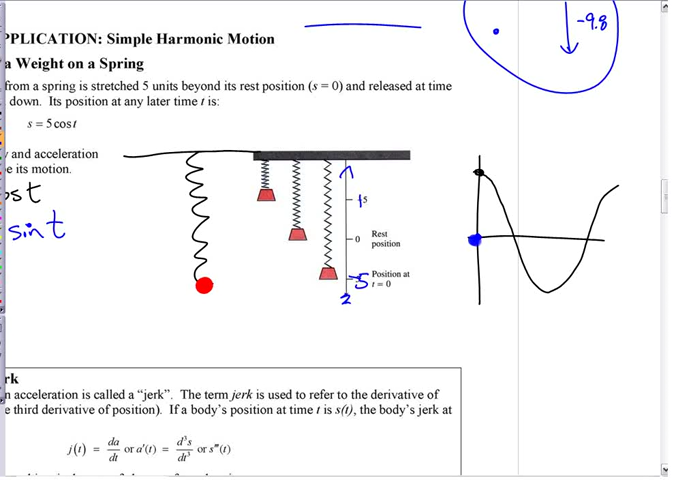 -9.8
PPLICATION: Simple Harmonic Motion
a Weight on a Spring
from a spring is stretched 5 units beyond its rest position (s = 0) and released at time
down. Its position at any later time t is:
s = 5 cos t
and acceleration
e its motion.
ost
sin t
5
0 Rest
position
-5 Position at
t = 0
rk
n acceleration is called a “jerk”. The term jerk is used to refer to the derivative of
e third derivative of position). If a body’s position at time t is s(t), the body’s jerk at
j(t) = da/dt or a'(t) = d³s/dt³ or s'''(t)